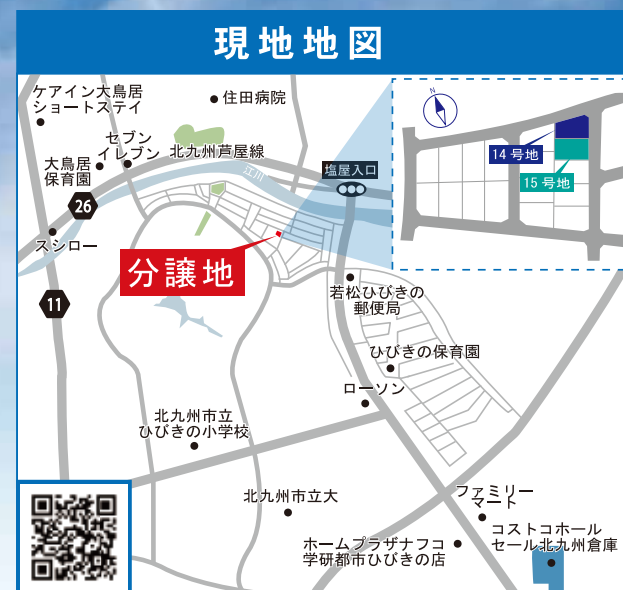 現地地図
ケアイン大鳥居
ショートステイ
住田病院
セブン
イレブン
北九州芦屋線
大鳥居
保育園
26
江川
塩屋入口
N
14号地
15号地
スシロー
分譲地
11
若松ひびきの
郵便局
ひびきの保育園
ローソン
北九州市立
ひびきの小学校
北九州市立大
ファミリー
マート
コストコホール
セール北九州倉庫
ホームプラザナフコ
学研都市ひびきの店